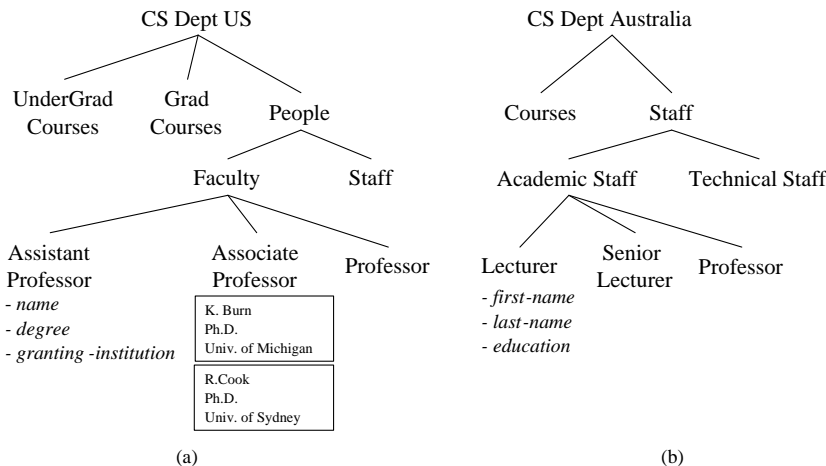 CS Dept US
UnderGrad
Courses
Grad
Courses
People
Faculty
Staff
Assistant
Professor
- name
- degree
- granting -institution
Associate
Professor
K. Burn
Ph.D.
Univ. of Michigan
R.Cook
Ph.D.
Univ. of Sydney
Professor
(a)
CS Dept Australia
Courses
Staff
Academic Staff
Technical Staff
Lecturer
- first-name
- last-name
- education
Senior
Lecturer
Professor
(b)